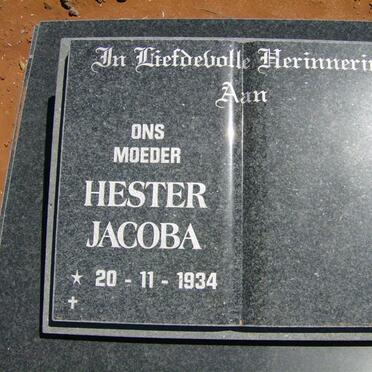 In Liefdevolle Herinnerin
Aan
ONS
MOEDER
HESTER
JACOBA
* 20 - 11 - 1934
†